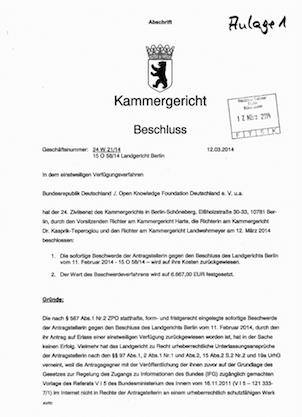 Abschrift
Anlage 1
Kammergericht
Beschluss
Geschäftsnummer: 24 W 21/14 12.03.2014
15 O 58/14 Landgericht Berlin
12. März 2014
In dem einstweiligen Verfügungsverfahren
Bundesrepublik Deutschland ./. Open Knowledge Foundation Deutschland e. V. u.a.
hat der 24. Zivilsenat des Kammergerichts in Berlin-Schöneberg, Elßholzstraße 30-33, 10781 Ber-
lin, durch den Vorsitzenden Richter am Kammergericht Harte, die Richterin am Kammergericht
Dr. Kasprik-Teperoglou und den Richter am Kammergericht Landwehrmeyer am 12. März 2014
beschlossen:
1. Die sofortige Beschwerde der Antragstellerin gegen den Beschluss des Landgerichts Berlin
vom 11. Februar 2014 - 15 O 58/14 – wird auf ihre Kosten zurückgewiesen.
2. Der Wert des Beschwerdeverfahrens wird auf 6.667,00 EUR festgesetzt.
Gründe:
Die nach § 567 Abs.1 Nr.2 ZPO statthafte, form- und fristgerecht eingelegte sofortige Beschwerde
der Antragstellerin gegen den Beschluss des Landgerichts Berlin vom 11. Februar 2014, durch den
ihr Antrag auf Erlass einer einstweiligen Verfügung zurückgewiesen worden ist, hat in der Sache
keinen Erfolg. Vielmehr hat das Landgericht zu Recht urheberrechtliche Unterlassungsansprüche
der Antragstellerin nach den §§ 97 Abs.1, 2 Abs.1 Nr.1 und Abs.2, 15 Abs.2 S.2 Nr.2 und 19a UrhG
verneint, weil die Antragsgegner mit der Veröffentlichung der ihnen zuvor auf der Grundlage des
Gesetzes zur Regelung des Zugangs zu Informationen des Bundes (IFG) zugänglich gemachten
Vorlage des Referats V I 5 des Bundesministerium des Innern vom 16.11.2011 (V I 5 – 121 333-
7/1) im Internet nicht in Rechte der Antragstellerin an einem urheberrechtlich schutzfähigen Werk